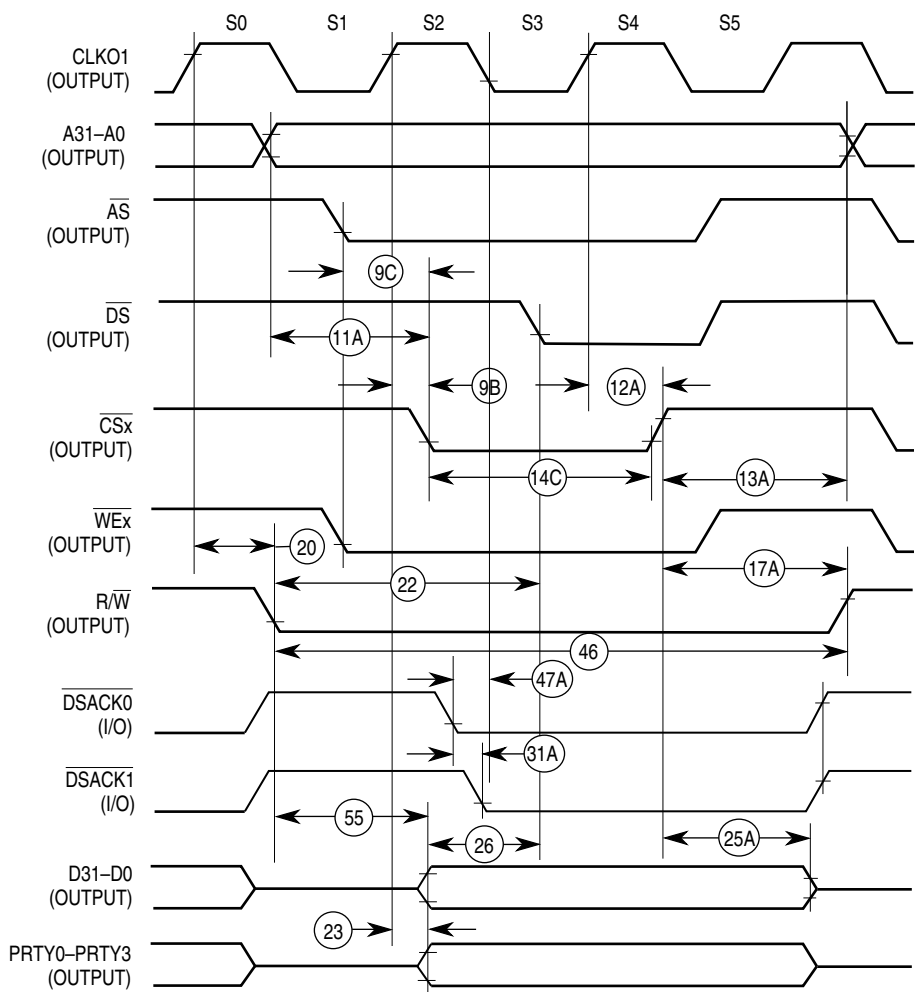 S0 S1 S2 S3 S4 S5
CLKO1
(OUTPUT)
A31–A0
(OUTPUT)
AS
(OUTPUT)
9C
DS
(OUTPUT)
11A
9B
12A
CSx
(OUTPUT)
14C
13A
WEx
(OUTPUT)
20
22
17A
R/W
(OUTPUT)
46
47A
DSACK0
(I/O)
31A
DSACK1
(I/O)
55
26
25A
D31–D0
(OUTPUT)
23
PRTY0–PRTY3
(OUTPUT)